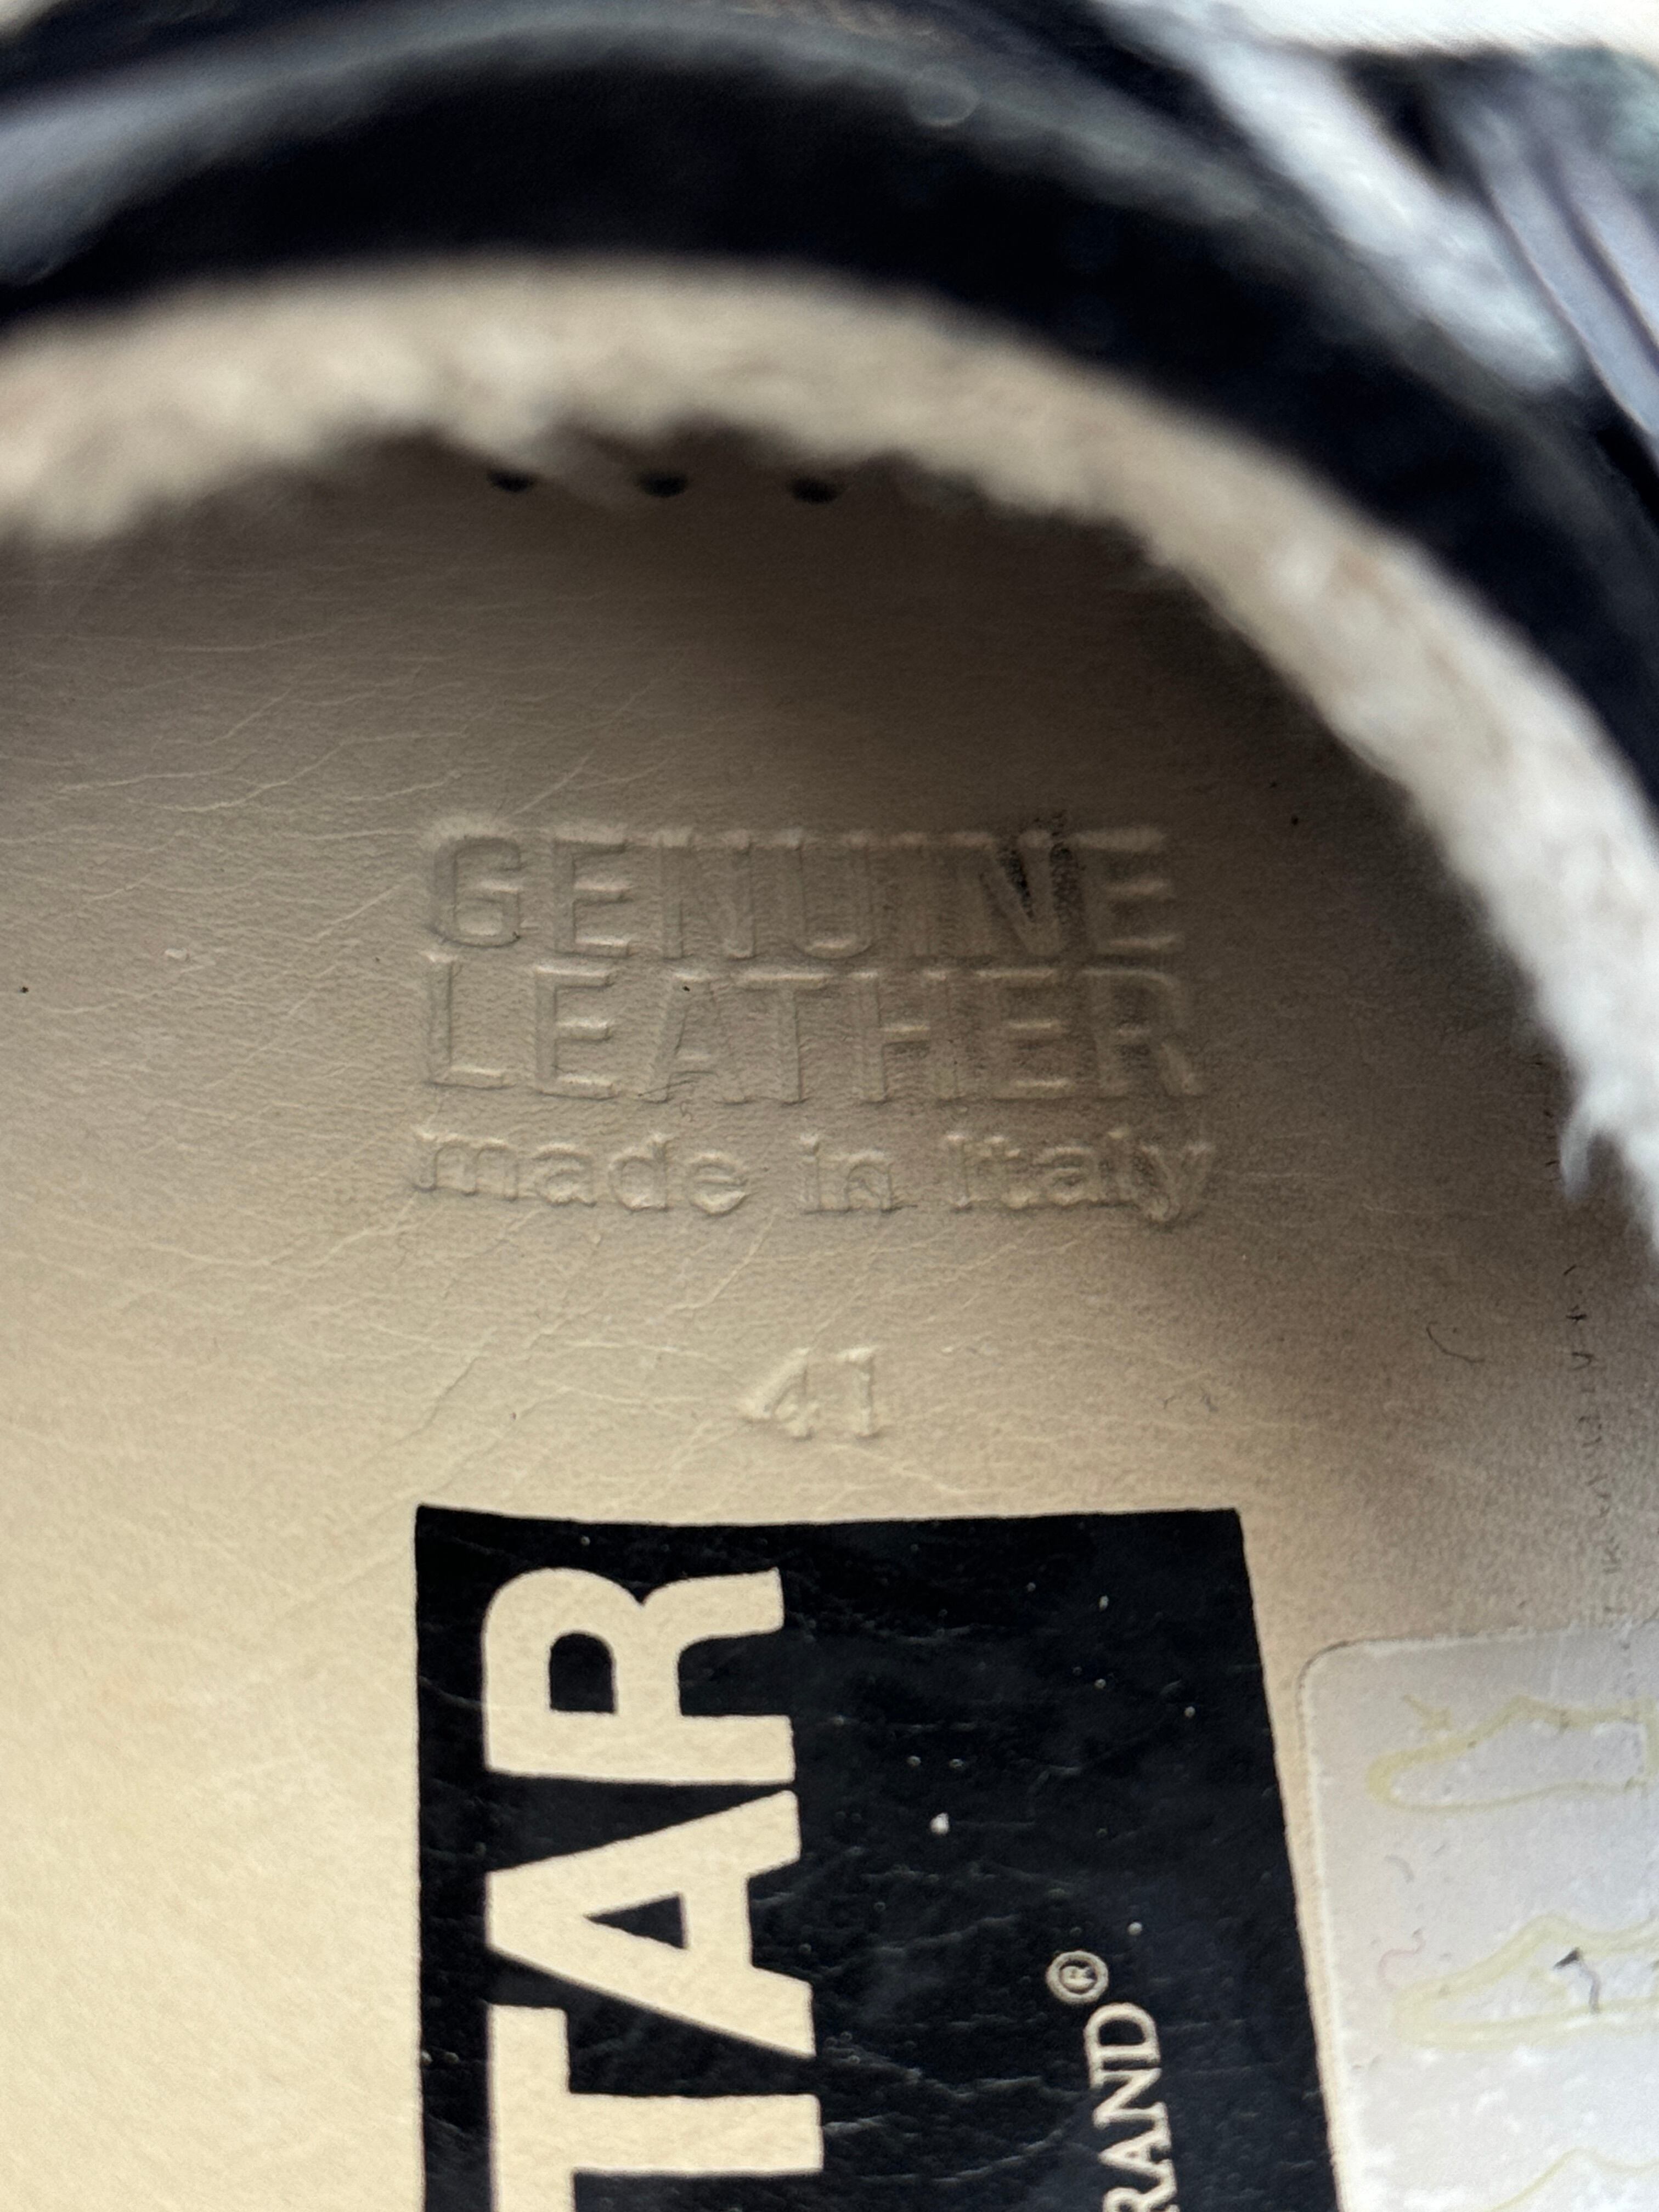 GENUINE
LEATHER
made in Italy
41
TAR
RAND®